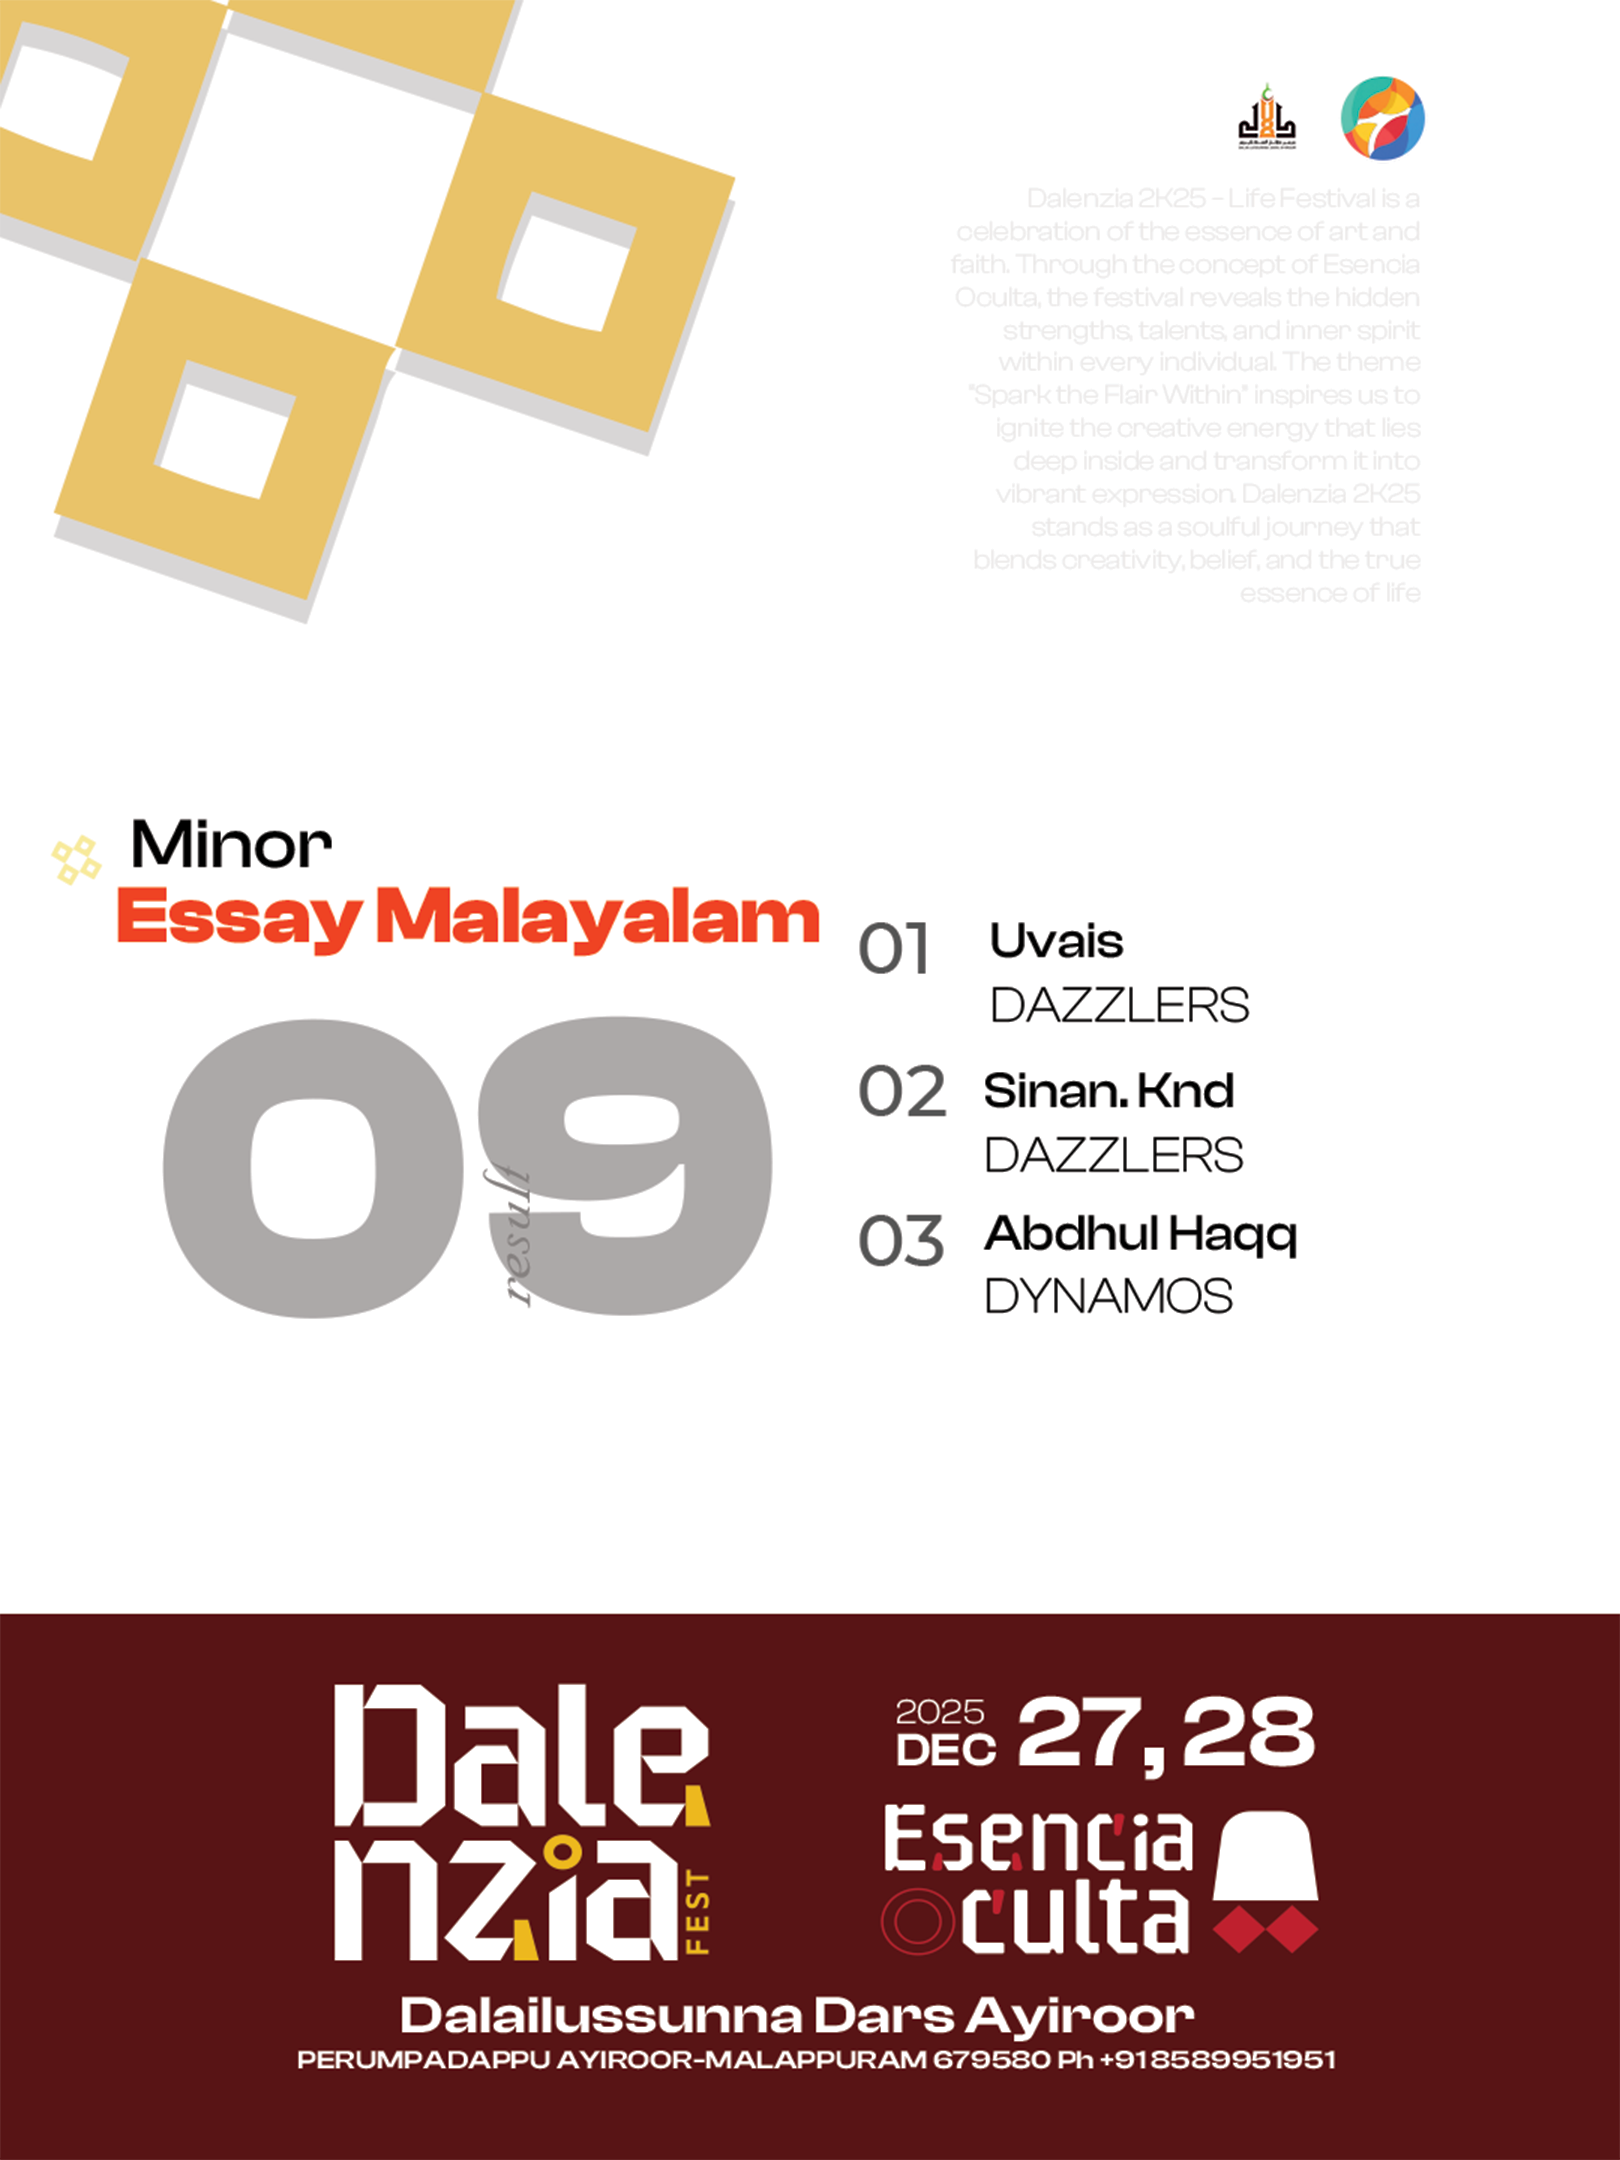 Dalenzia 2K25 – Life Festival is a
celebration of the essence of art and
faith. Through the concept of Esencia
Oculta, the festival reveals the hidden
strengths, talents, and inner spirit
within every individual. The theme
"Spark the Flair Within" inspires us to
ignite the creative energy that lies
deep inside and transform it into
vibrant expression. Dalenzia 2K25
stands as a soulful journey that
blends creativity, belief, and the true
essence of life
Minor
Essay Malayalam
09
result
01
Uvais
DAZZLERS
02
Sinan. Knd
DAZZLERS
03
Abdhul Haqq
DYNAMOS
Dale
nzia
FEST
2025
DEC 27,28
Esencia
Oculta
Dalailussunna Dars Ayiroor
PERUMPADAPPU AYIROOR-MALAPPURAM 679580 Ph +918589951951